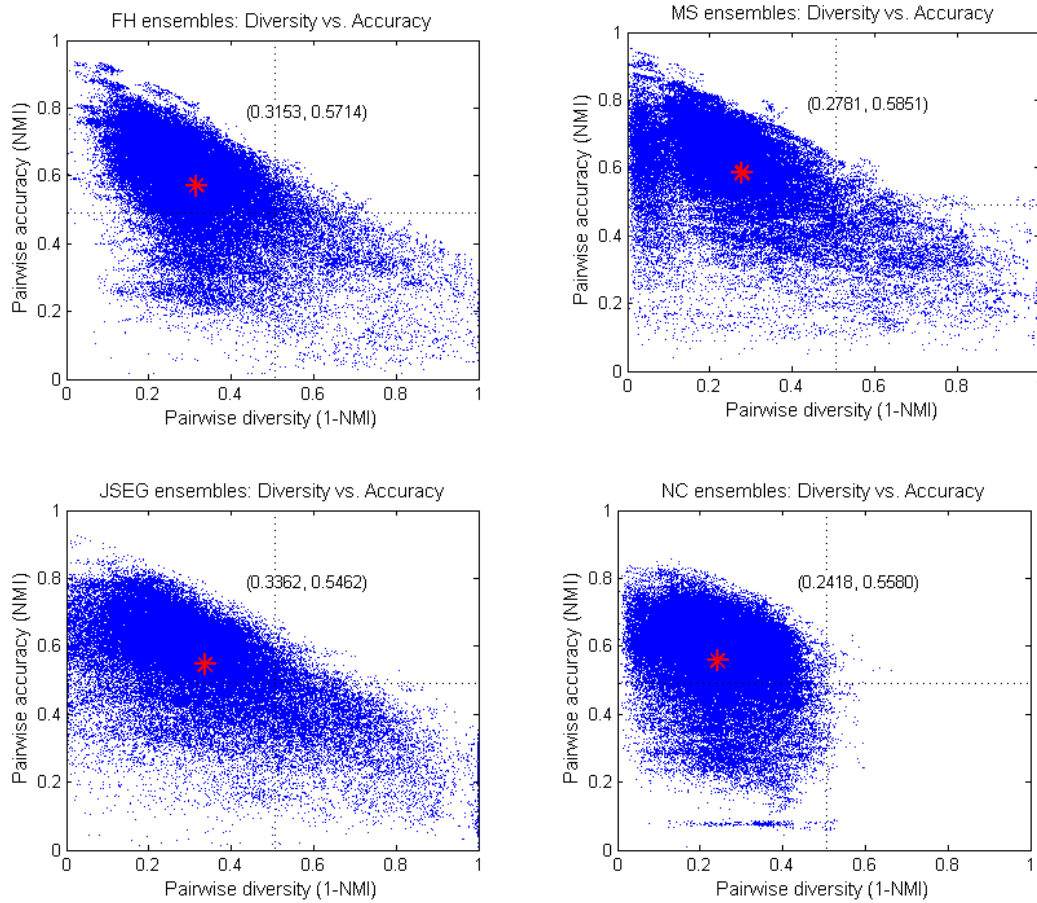 FH ensembles: Diversity vs. Accuracy
1
0.8
0.6
0.4
0.2
0
Pairwise accuracy (NMI)
(0.3153, 0.5714)
0 0.2 0.4 0.6 0.8 1
Pairwise diversity (1-NMI)
MS ensembles: Diversity vs. Accuracy
1
0.8
0.6
0.4
0.2
0
Pairwise accuracy (NMI)
(0.2781, 0.5851)
0 0.2 0.4 0.6 0.8 1
Pairwise diversity (1-NMI)
JSEG ensembles: Diversity vs. Accuracy
1
0.8
0.6
0.4
0.2
0
Pairwise accuracy (NMI)
(0.3362, 0.5462)
0 0.2 0.4 0.6 0.8 1
Pairwise diversity (1-NMI)
NC ensembles: Diversity vs. Accuracy
1
0.8
0.6
0.4
0.2
0
Pairwise accuracy (NMI)
(0.2418, 0.5580)
0 0.2 0.4 0.6 0.8 1
Pairwise diversity (1-NMI)